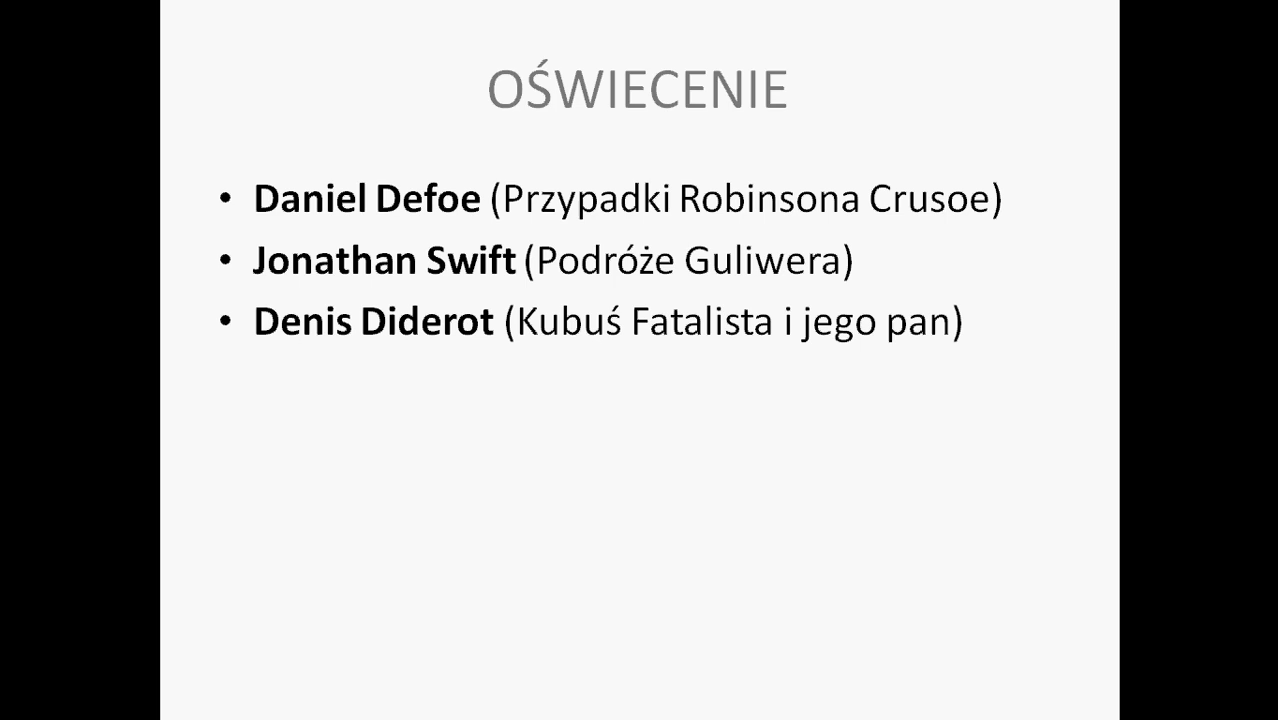 OŚWIECENIE
• Daniel Defoe (Przypadki Robinsona Crusoe)
• Jonathan Swift (Podróże Guliwera)
• Denis Diderot (Kubuś Fatalista i jego pan)